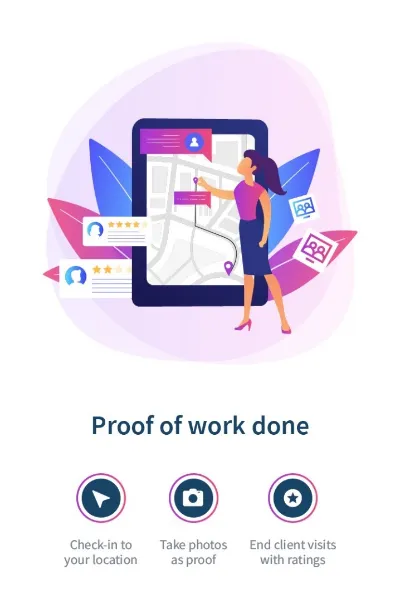 Proof of work done
Check-in to
your location
Take photos
as proof
End client visits
with ratings